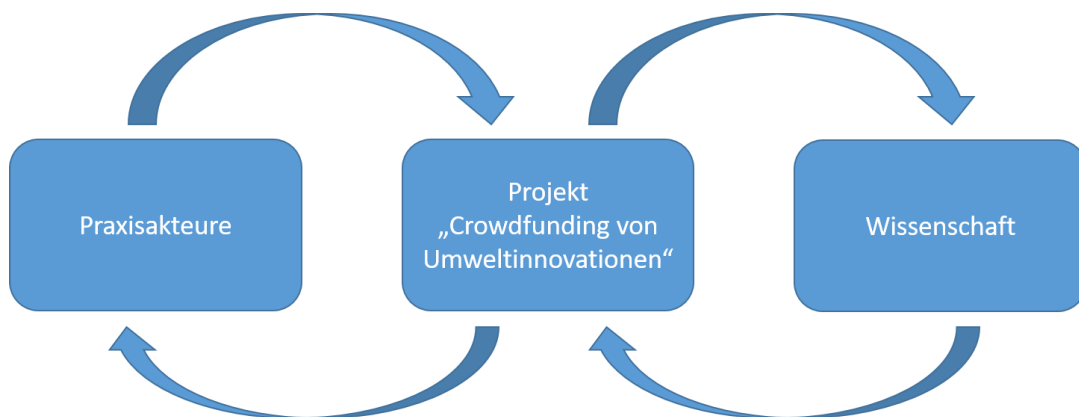 Praxisakteure
Projekt
„Crowdfunding von
Umweltinnovationen“
Wissenschaft